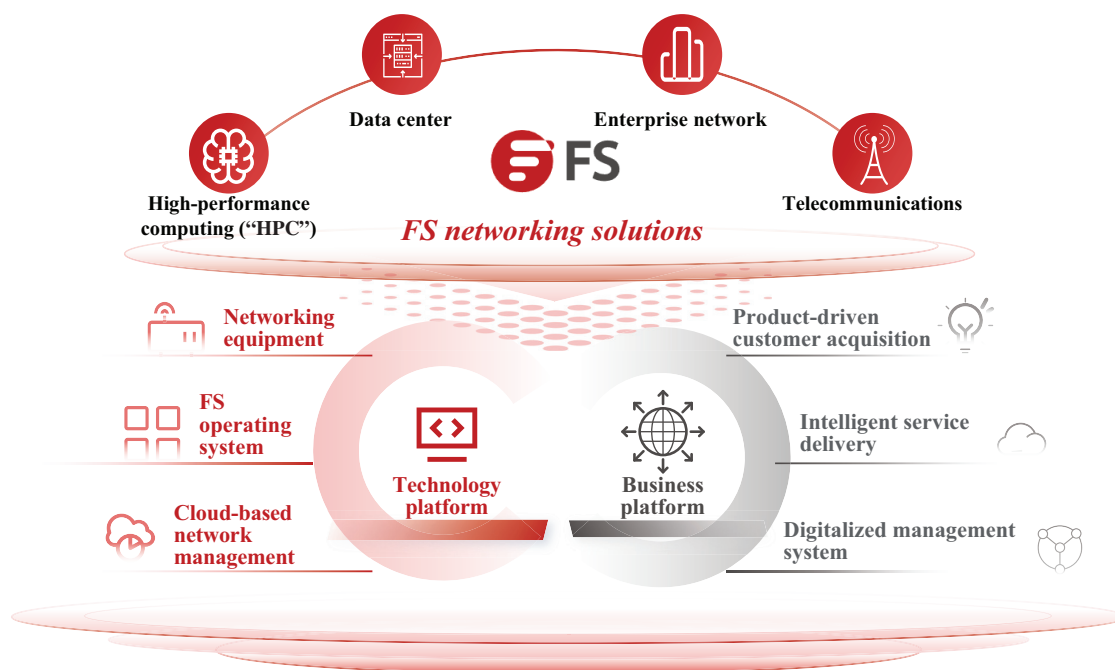 Data center
Enterprise network
FS
High-performance
computing (“HPC”)
Telecommunications
FS networking solutions
Networking
equipment
Product-driven
customer acquisition
FS
operating
system
Intelligent service
delivery
Technology
platform
Business
platform
Cloud-based
network
management
Digitalized management
system